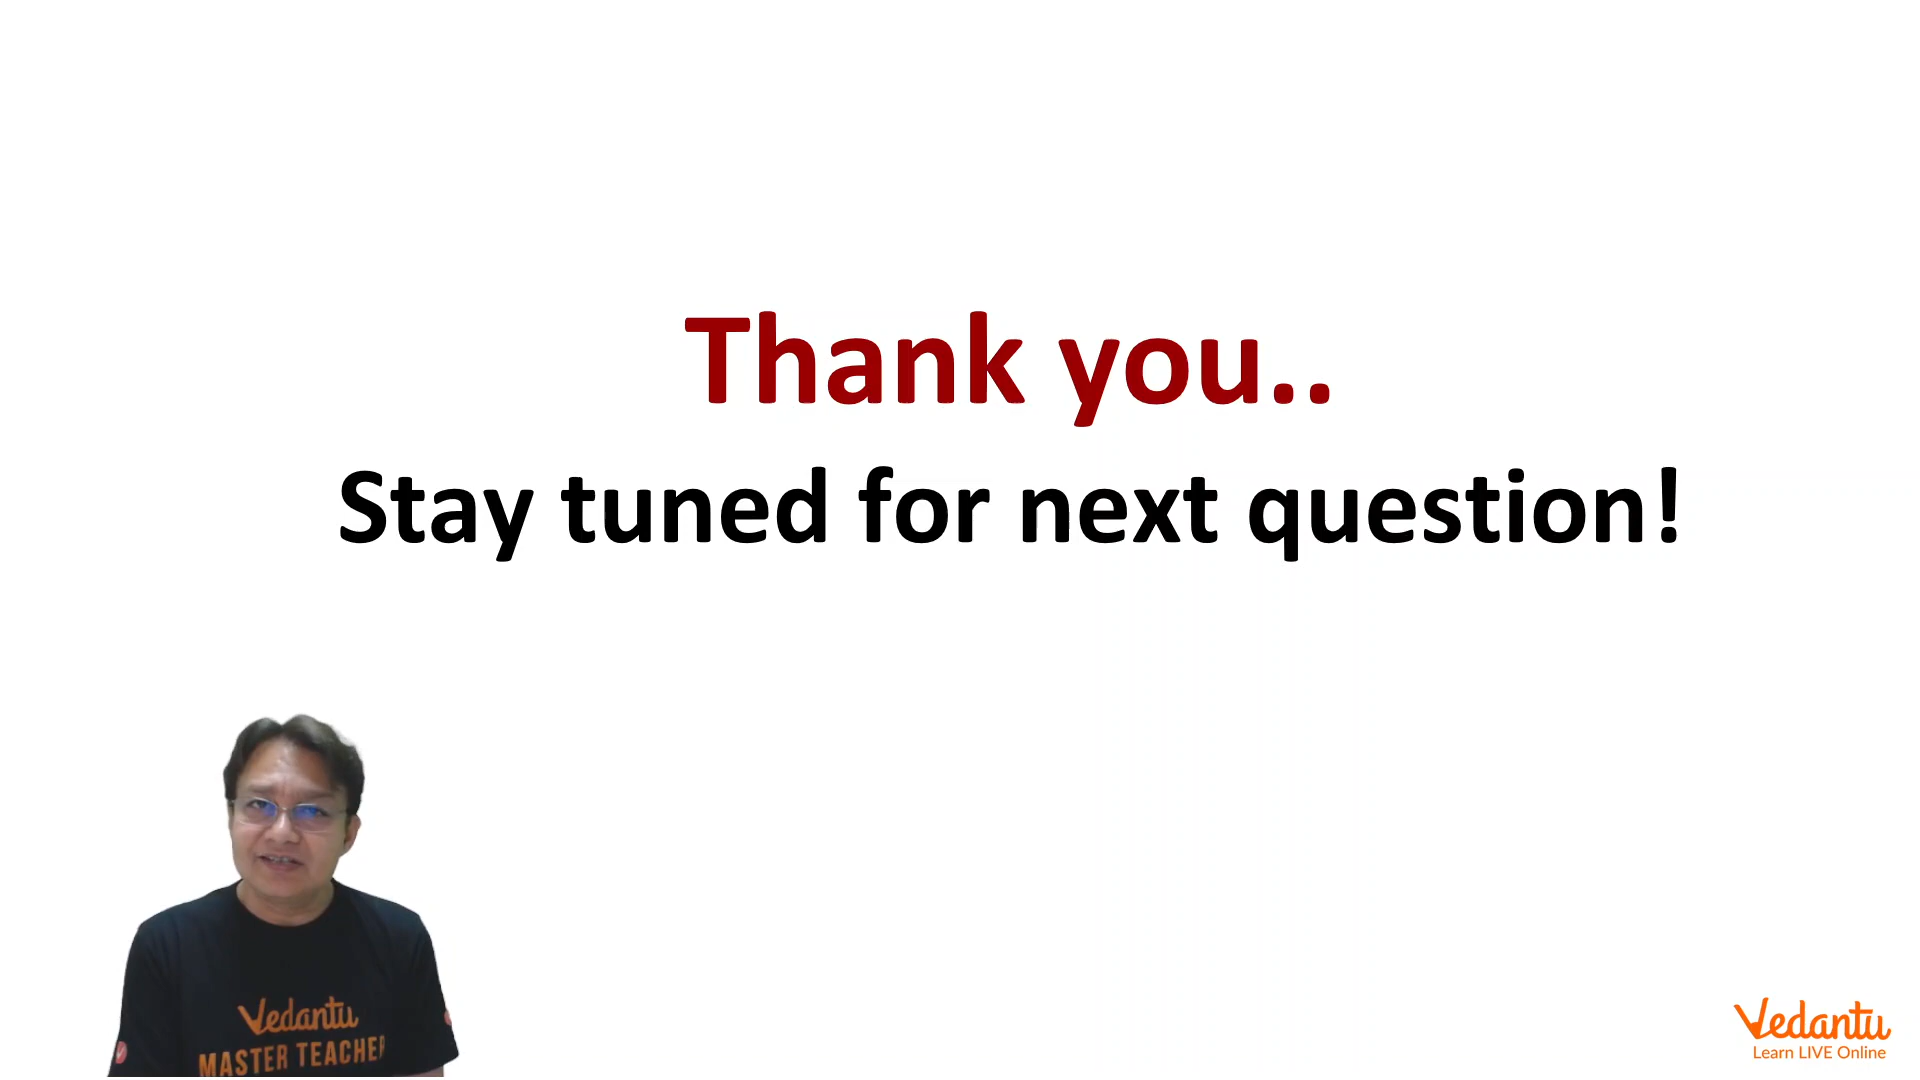 Thank you..
Stay tuned for next question!
Vedantu
MASTER TEACHER
Vedantu
Learn LIVE Online